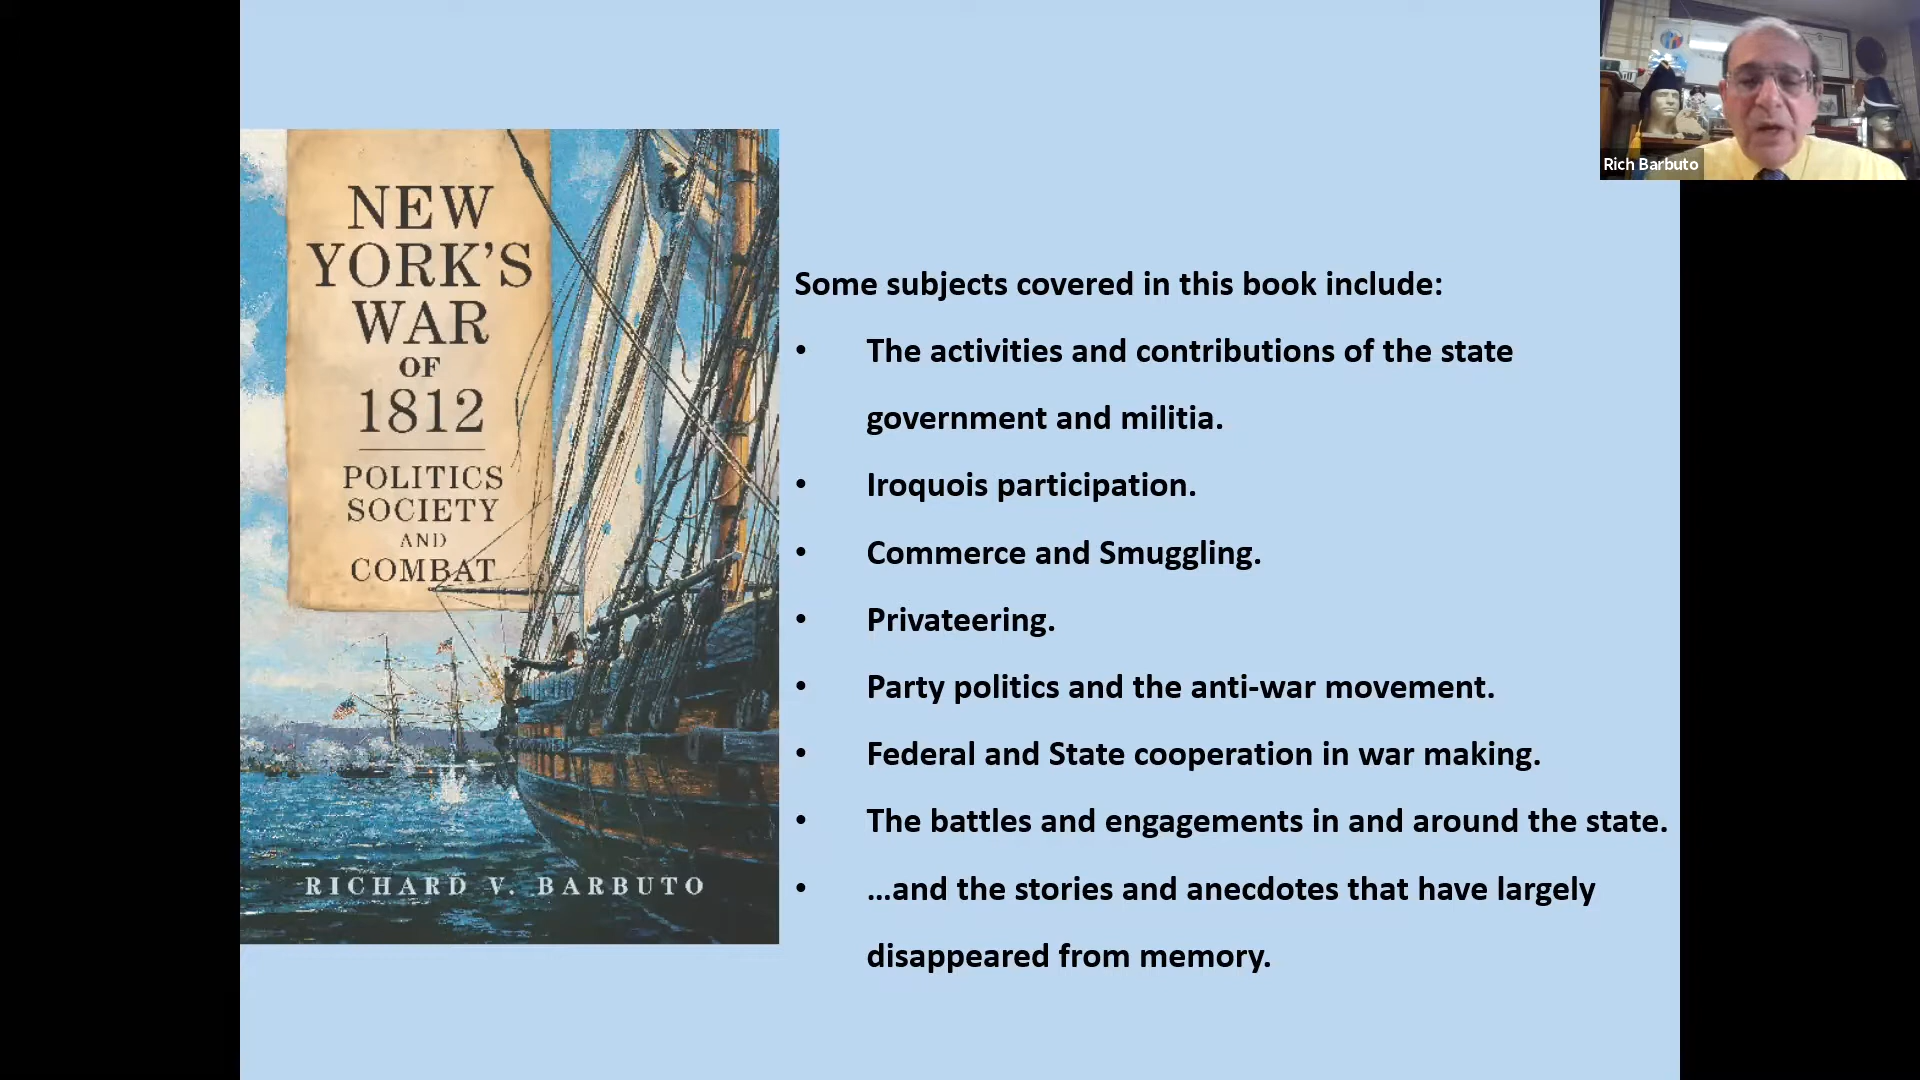 Rich Barbuto
NEW
YORK'S
WAR
OF
1812
POLITICS
SOCIETY
AND
COMBAT
RICHARD V. BARBUTO
Some subjects covered in this book include:
• The activities and contributions of the state
government and militia.
• Iroquois participation.
• Commerce and Smuggling.
• Privateering.
• Party politics and the anti-war movement.
• Federal and State cooperation in war making.
• The battles and engagements in and around the state.
• ...and the stories and anecdotes that have largely
disappeared from memory.